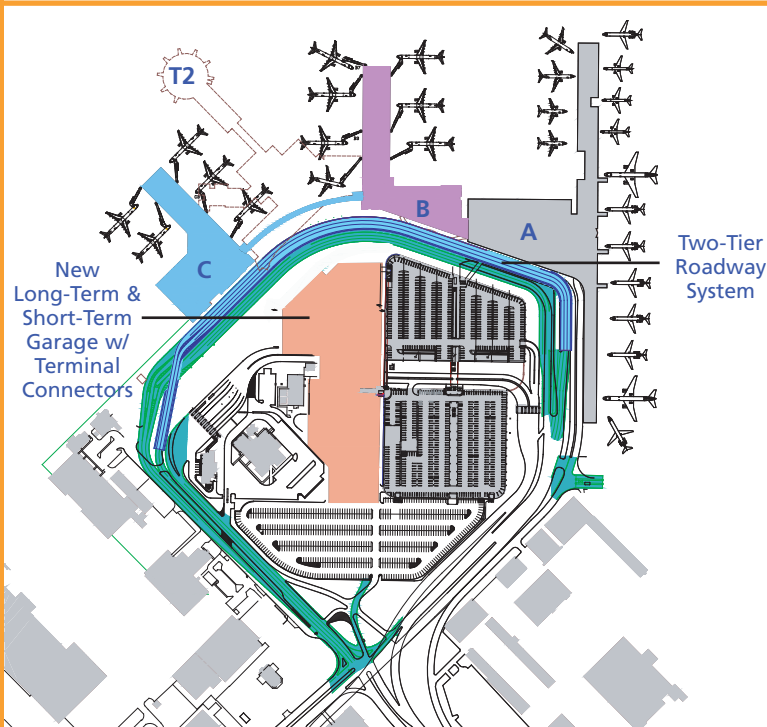 T2
B
A
C
Two-Tier
Roadway
System
New
Long-Term &
Short-Term
Garage w/
Terminal
Connectors